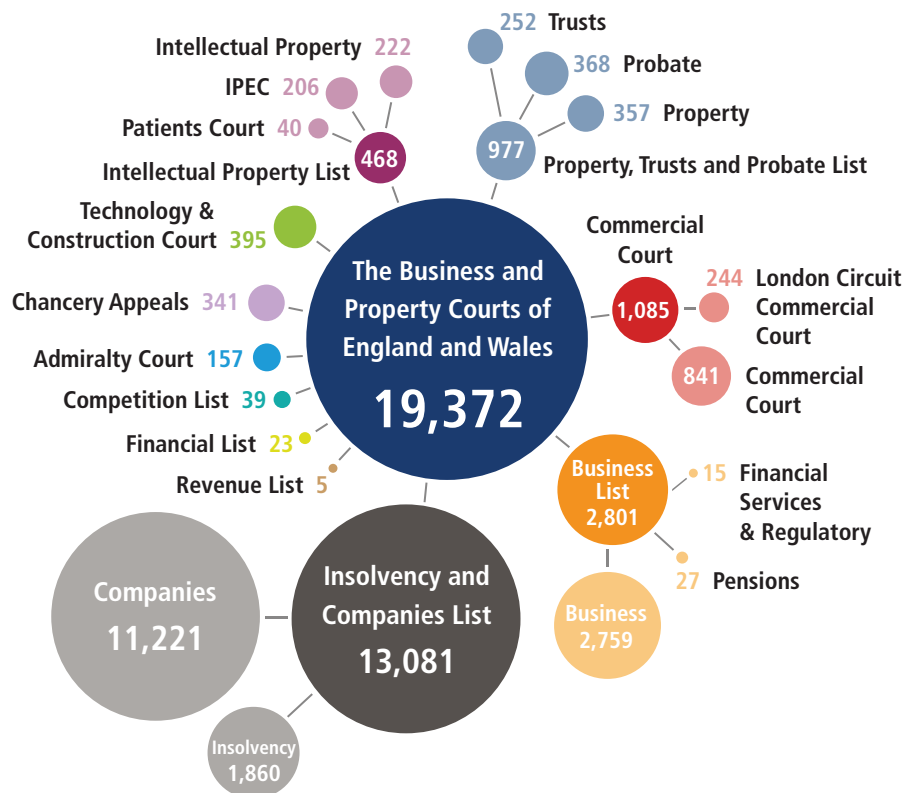 Intellectual Property 222
IPEC 206
Patients Court 40
468
Intellectual Property List
252 Trusts
368 Probate
357 Property
977
Property, Trusts and Probate List
Technology &
Construction Court 395
Chancery Appeals 341
Admiralty Court 157
Competition List 39
Financial List 23
Revenue List 5
The Business and
Property Courts of
England and Wales
19,372
Commercial
Court
1,085
244 London Circuit
Commercial
Court
841 Commercial
Court
Business
List
2,801
15 Financial
Services
& Regulatory
27 Pensions
Business
2,759
Insolvency and
Companies List
13,081
Companies
11,221
Insolvency
1,860